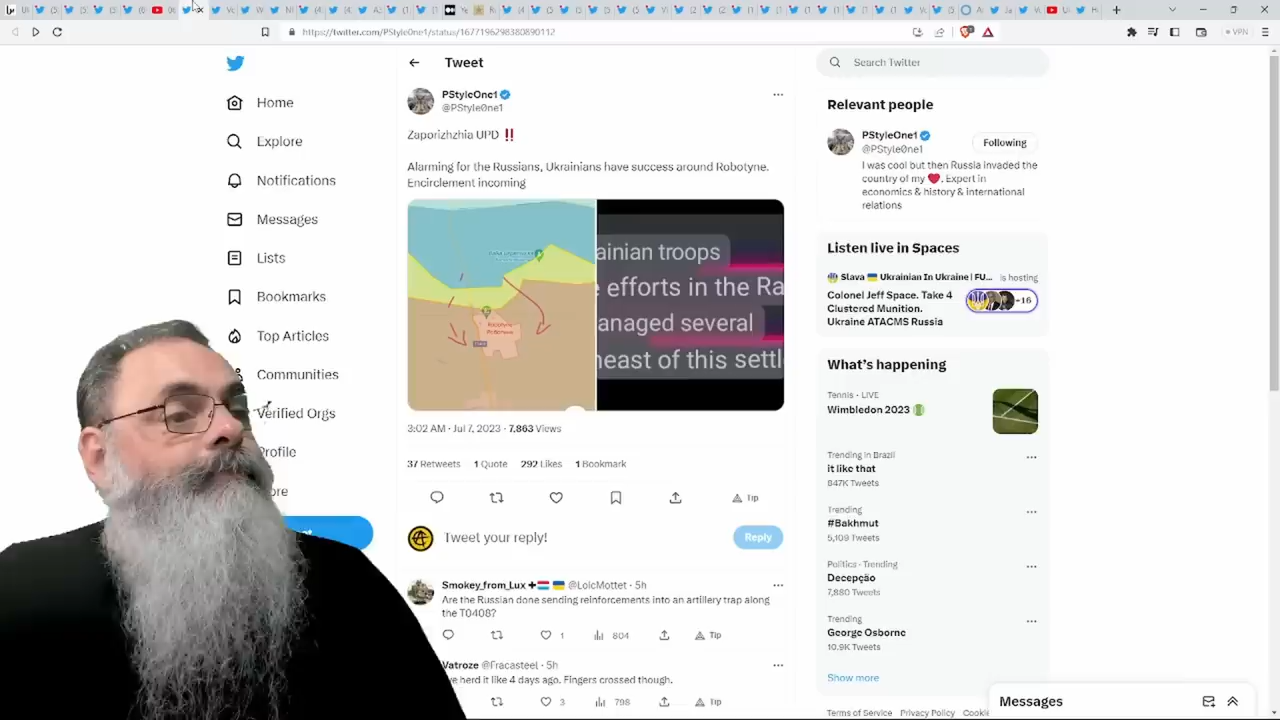 https://twitter.com/PStyle0ne1/status/1677196298380890112
VPN
Home
Explore
Notifications
Messages
Lists
Bookmarks
Top Articles
Communities
Verified Orgs
rofile
ore
Tweet
PStyleOne1
@PStyle0ne1
Zaporizhzhia UPD ‼️
Alarming for the Russians, Ukrainians have success around Robotyne.
Encirclement incoming
ainian troops
efforts in the Ra
anaged several
heast of this settl
3:02 AM · Jul 7, 2023 · 7,863 Views
37 Retweets 1 Quote 292 Likes 1 Bookmark
Tip
Tweet your reply!
Reply
Smokey_from_Lux @LoicMottet · 5h
Are the Russian done sending reinforcements into an artillery trap along
the T0408?
1 804 Tip
Vatroze @Fracasteel · 5h
ve herd it like 4 days ago. Fingers crossed though.
3 798 Tip
Search Twitter
Relevant people
PStyleOne1
@PStyle0ne1
Following
I was cool but then Russia invaded the
country of my ❤️. Expert in
economics & history & international
relations
Listen live in Spaces
Slava 🇺🇦 Ukrainian In Ukraine | FU... is hosting
Colonel Jeff Space. Take 4
Clustered Munition.
Ukraine ATACMS Russia
+16
What's happening
Tennis · LIVE
Wimbledon 2023
Trending in Brazil
it like that
847K Tweets
Trending
#Bakhmut
5,109 Tweets
Politics · Trending
Decepção
7,880 Tweets
Trending
George Osborne
10.9K Tweets
Show more
Terms of Service Privacy Policy Cookie
Messages